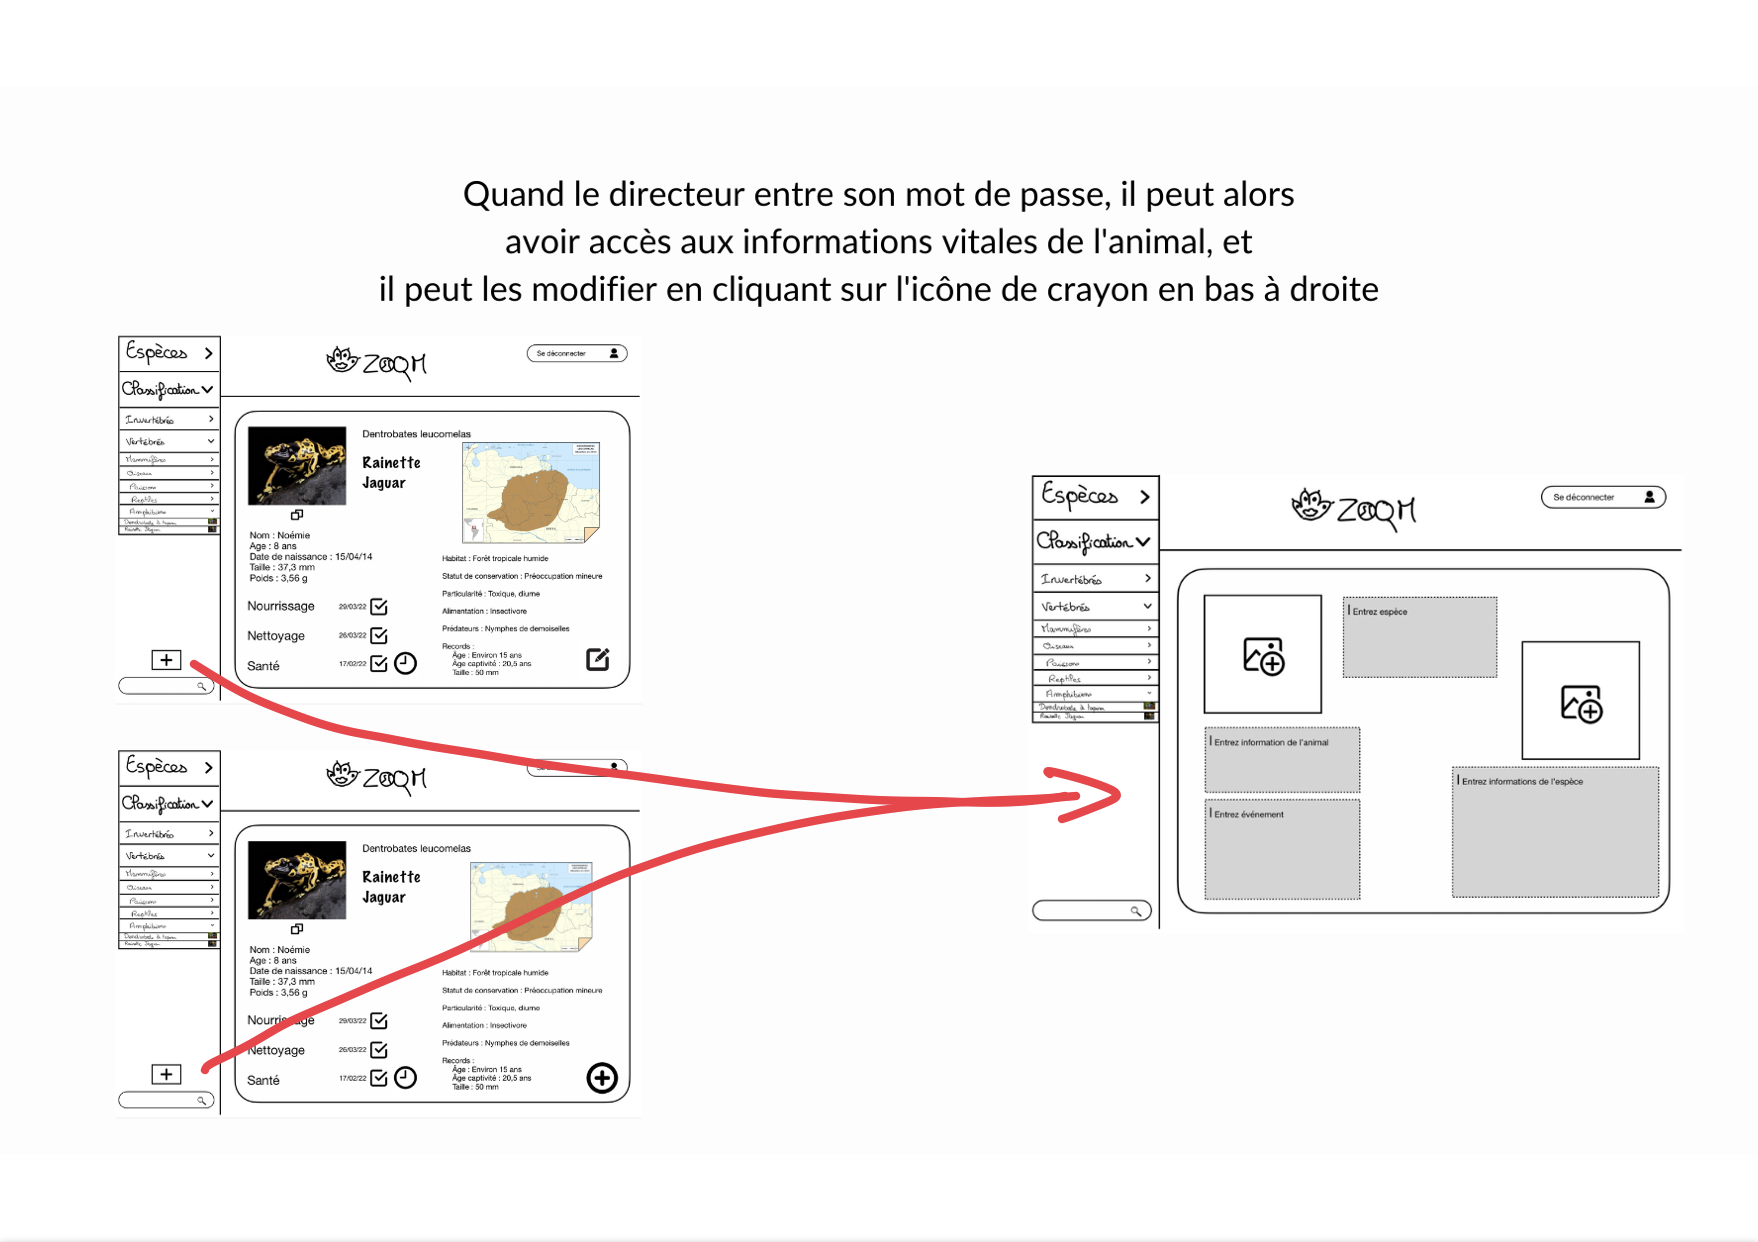 Quand le directeur entre son mot de passe, il peut alors
avoir accès aux informations vitales de l'animal, et
il peut les modifier en cliquant sur l'icône de crayon en bas à droite
Espèces
Classification
Invertébrés
Vertébrés
Mammifères
Oiseaux
Poissons
Reptiles
Amphibiens
ZOOM
Se déconnecter
Dentrobates leucomelas
Rainette
Jaguar
Nom : Noémie
Age : 8 ans
Date de naissance : 15/04/14
Taille : 37,3 mm
Poids : 3,56 g
Nourrissage 29/03/22
Nettoyage 26/03/22
Santé 17/02/22
Habitat : Forêt tropicale humide
Statut de conservation : Préoccupation mineure
Particularité : Toxique, diurne
Alimentation : Insectivore
Prédateurs : Nymphes de demoiselles
Records :
Âge : Environ 15 ans
Âge captivité : 20,5 ans
Taille : 50 mm
Espèces
Classification
Invertébrés
Vertébrés
Mammifères
Oiseaux
Poissons
Reptiles
Amphibiens
ZOOM
Dentrobates leucomelas
Rainette
Jaguar
Nom : Noémie
Age : 8 ans
Date de naissance : 15/04/14
Taille : 37,3 mm
Poids : 3,56 g
Nourrissage 29/03/22
Nettoyage 26/03/22
Santé 17/02/22
Habitat : Forêt tropicale humide
Statut de conservation : Préoccupation mineure
Particularité : Toxique, diurne
Alimentation : Insectivore
Prédateurs : Nymphes de demoiselles
Records :
Âge : Environ 15 ans
Âge captivité : 20,5 ans
Taille : 50 mm
Espèces
Classification
Invertébrés
Vertébrés
Mammifères
Oiseaux
Poissons
Reptiles
Amphibiens
Dendrobate à tapirer
Rainette Jaguar
ZOOM
Se déconnecter
Entrez espèce
Entrez information de l'animal
Entrez événement
Entrez informations de l'espèce